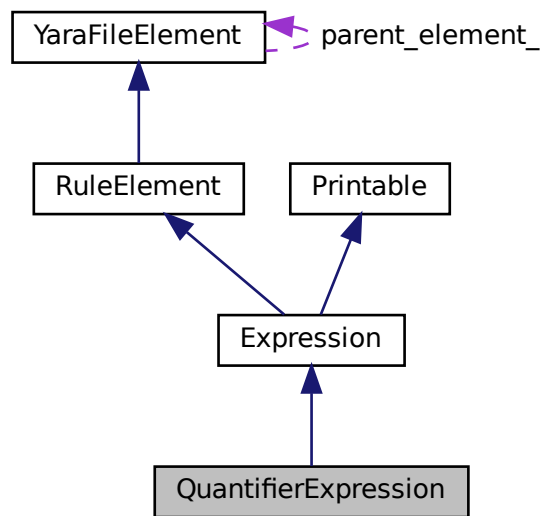 YaraFileElement
parent_element_
RuleElement
Printable
Expression
QuantifierExpression